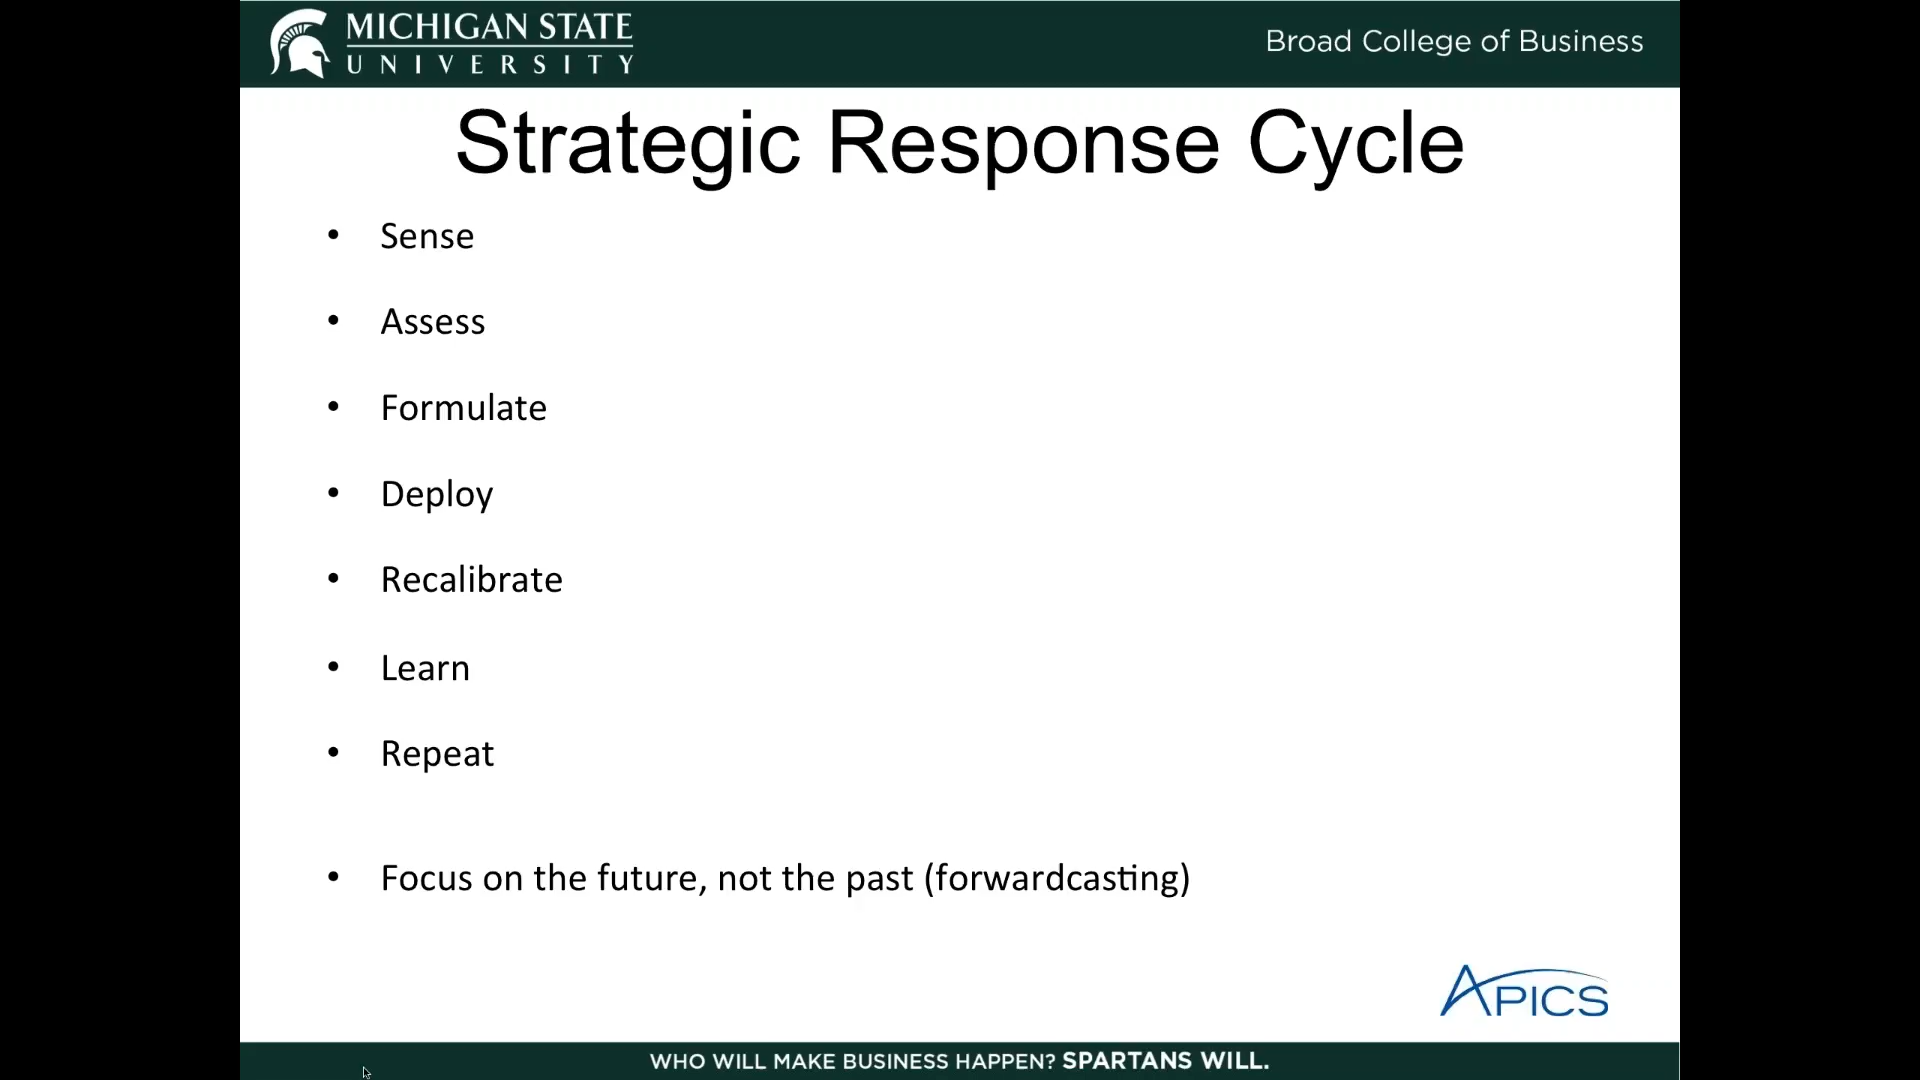 MICHIGAN STATE
UNIVERSITY
Broad College of Business
Strategic Response Cycle
• Sense
• Assess
• Formulate
• Deploy
• Recalibrate
• Learn
• Repeat
• Focus on the future, not the past (forwardcasting)
APICS
WHO WILL MAKE BUSINESS HAPPEN? SPARTANS WILL.